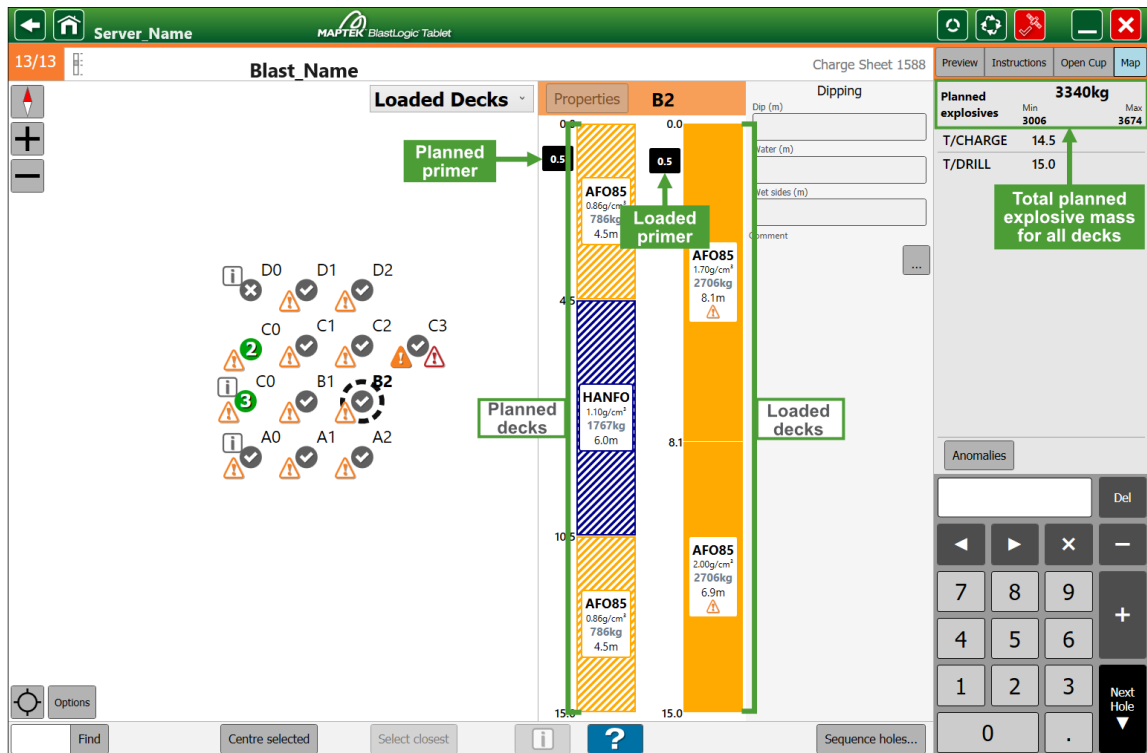 Server_Name
MAPTEK BlastLogic Tablet
13/13
Blast_Name
Charge Sheet 1588
Preview
Instructions
Open Cup
Map
Loaded Decks
Properties
B2
Dipping
Dip (m)
Water (m)
Wet sides (m)
Comment
...
Planned explosives
3340kg
Min
3006
Max
3674
T/CHARGE 14.5
T/DRILL 15.0
Total planned
explosive mass
for all decks
Planned
primer
Loaded
primer
0.0
0.5
AFO85
0.86g/cm³
786kg
4.5m
4.5
HANFO
1.10g/cm³
1767kg
6.0m
10.5
AFO85
0.86g/cm³
786kg
4.5m
15.0
0.0
0.5
AFO85
1.70g/cm³
2706kg
8.1m
8.1
AFO85
2.00g/cm³
2706kg
6.9m
15.0
Planned
decks
Loaded
decks
D0 D1 D2
C0 C1 C2 C3
2
C0 B1 B2
3
A0 A1 A2
Anomalies
Del
7 8 9
4 5 6
1 2 3
0 .
+
−
Next
Hole
Options
Find
Centre selected
Select closest
i
?
Sequence holes...